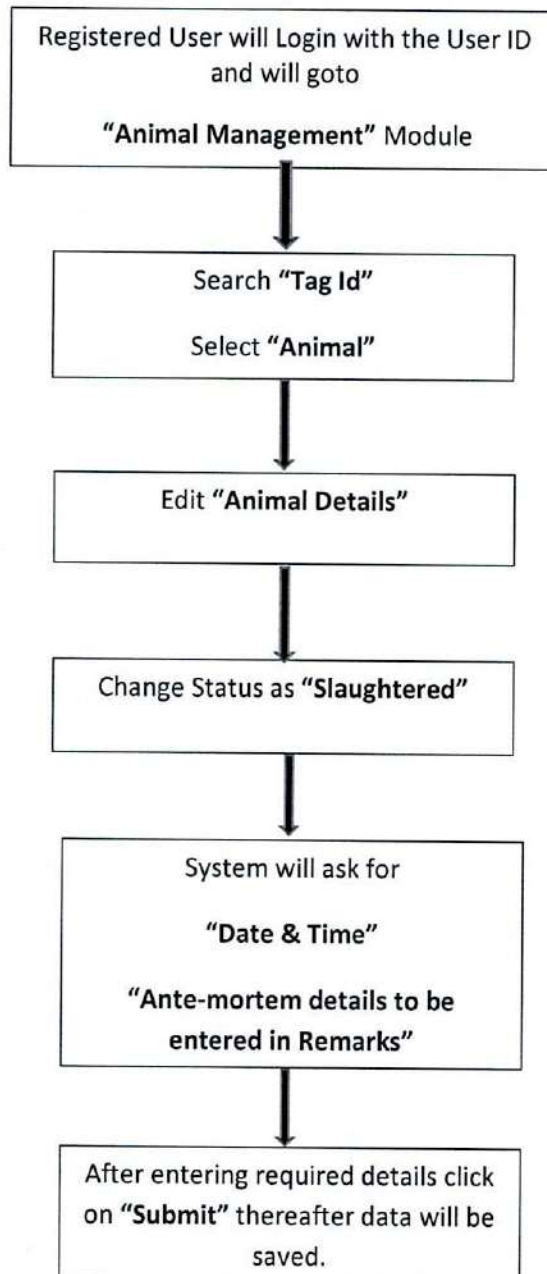 Registered User will Login with the User ID
and will goto
“Animal Management” Module
Search “Tag Id”
Select “Animal”
Edit “Animal Details”
Change Status as “Slaughtered”
System will ask for
“Date & Time”
“Ante-mortem details to be
entered in Remarks”
After entering required details click
on “Submit” thereafter data will be
saved.